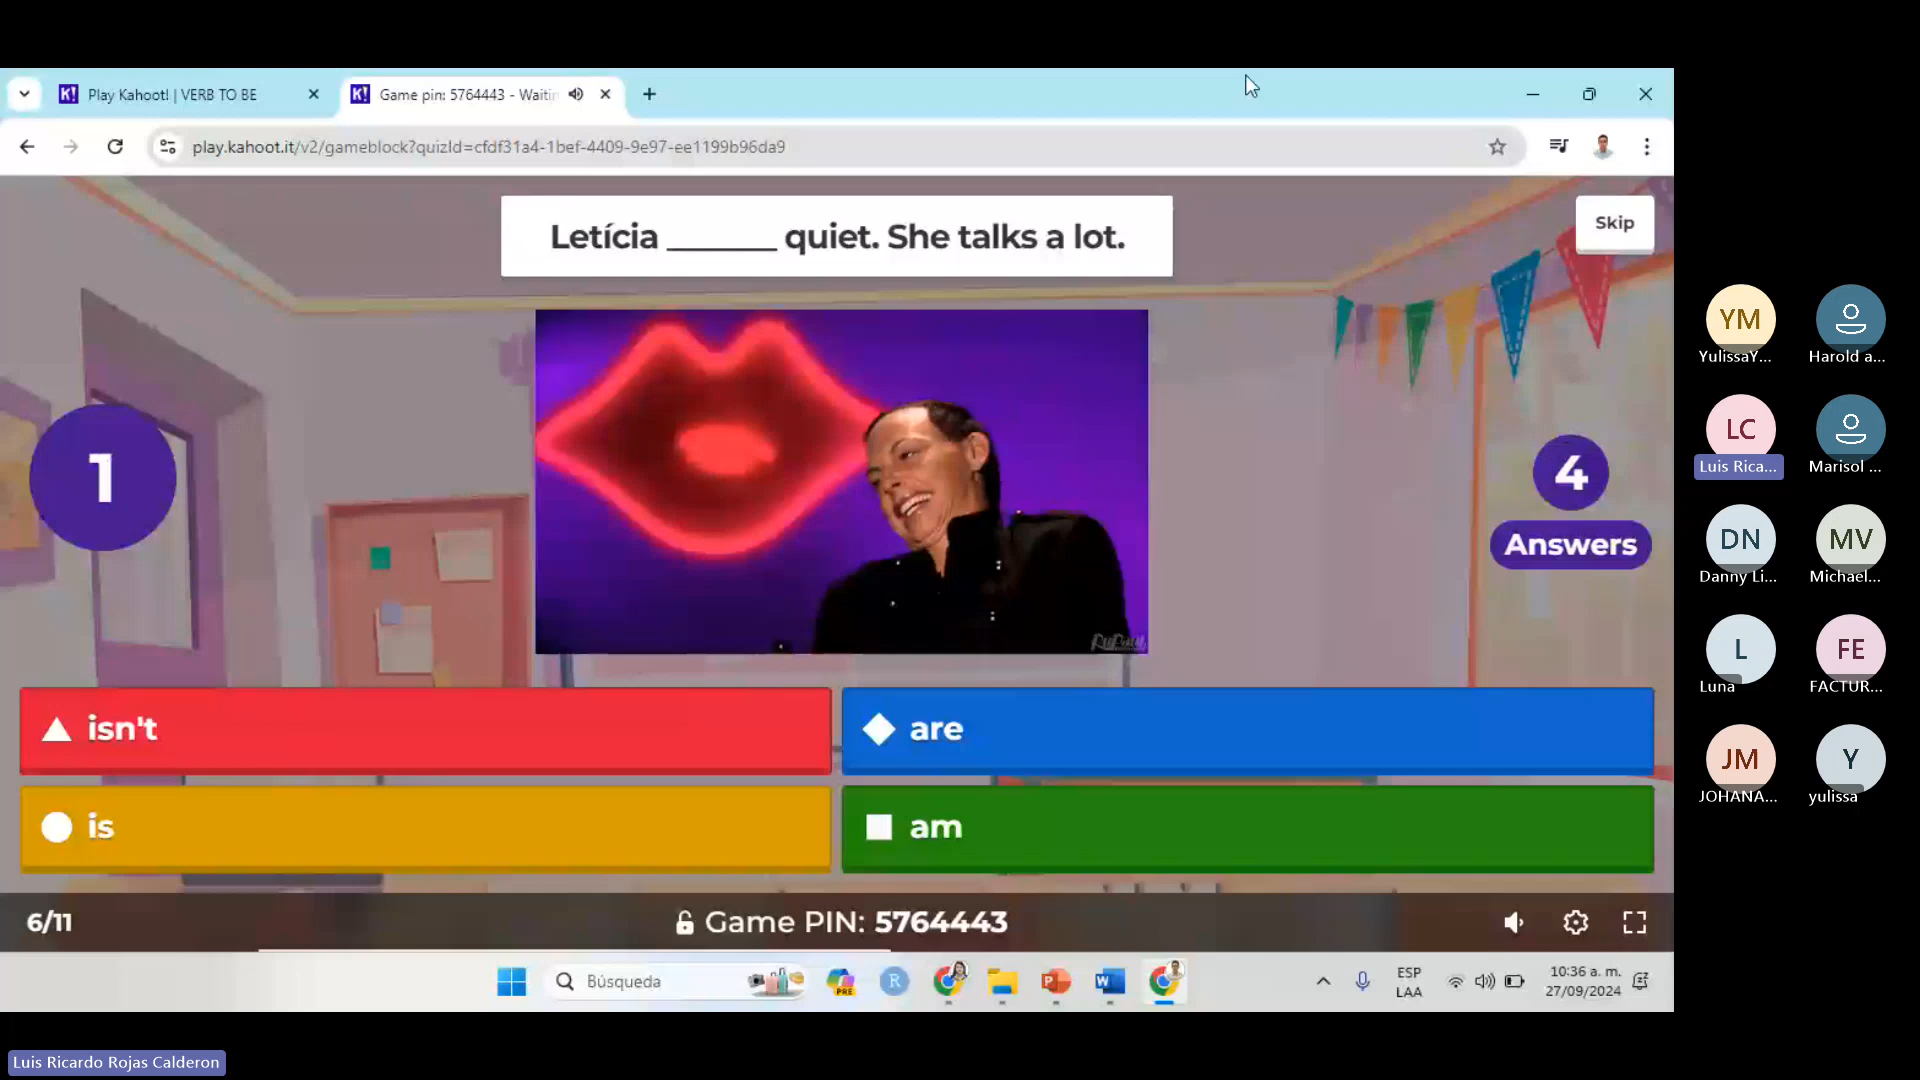 Play Kahoot! | VERB TO BE
Game pin: 5764443 - Waitin
play.kahoot.it/v2/gameblock?quizId=cfdf31a4-1bef-4409-9e97-ee1199b96da9
Letícia ______ quiet. She talks a lot.
Skip
1
4
Answers
isn't
are
is
am
6/11
Game PIN: 5764443
Búsqueda
PRE
ESP
LAA
10:36 a. m.
27/09/2024
YM
YulissaY...
Harold a...
LC
Luis Rica...
Marisol ...
DN
Danny Li...
MV
Michael...
L
Luna
FE
FACTUR...
JM
JOHANA...
Y
yulissa
Luis Ricardo Rojas Calderon